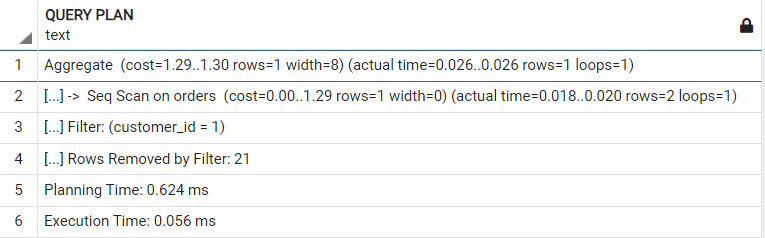 QUERY PLAN
text
1 Aggregate (cost=1.29..1.30 rows=1 width=8) (actual time=0.026..0.026 rows=1 loops=1)
2 [...] -> Seq Scan on orders (cost=0.00..1.29 rows=1 width=0) (actual time=0.018..0.020 rows=2 loops=1)
3 [...] Filter: (customer_id = 1)
4 [...] Rows Removed by Filter: 21
5 Planning Time: 0.624 ms
6 Execution Time: 0.056 ms